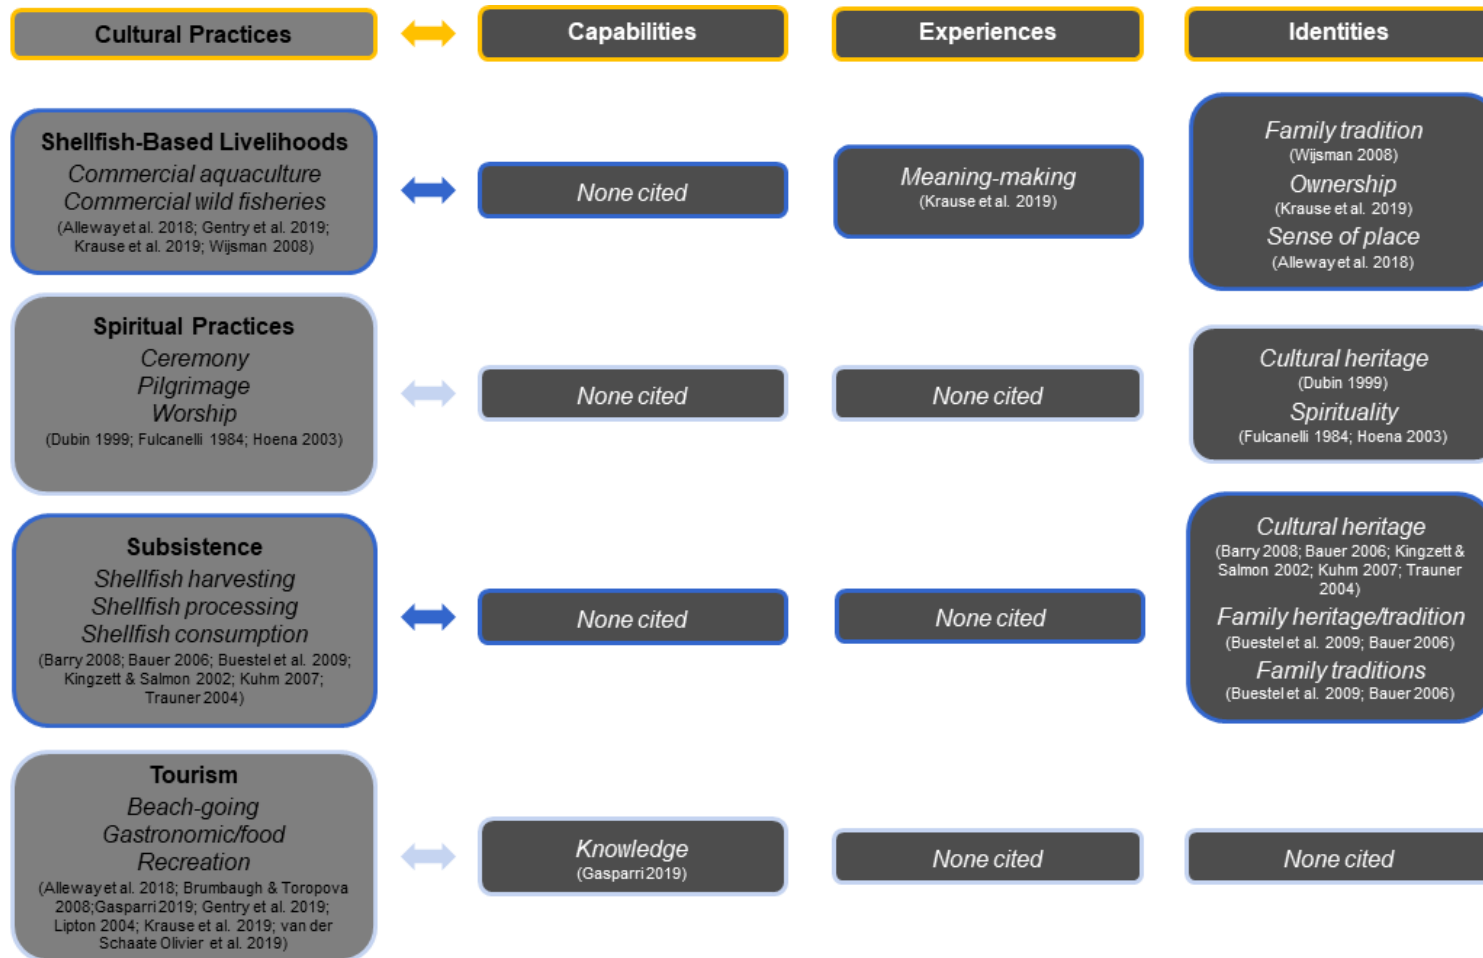 Cultural Practices
Capabilities
Experiences
Identities
Shellfish-Based Livelihoods
Commercial aquaculture
Commercial wild fisheries
(Alleway et al. 2018; Gentry et al. 2019;
Krause et al. 2019; Wijsman 2008)
None cited
Meaning-making
(Krause et al. 2019)
Family tradition
(Wijsman 2008)
Ownership
(Krause et al. 2019)
Sense of place
(Alleway et al. 2018)
Spiritual Practices
Ceremony
Pilgrimage
Worship
(Dubin 1999; Fulcanelli 1984; Hoena 2003)
None cited
None cited
Cultural heritage
(Dubin 1999)
Spirituality
(Fulcanelli 1984; Hoena 2003)
Subsistence
Shellfish harvesting
Shellfish processing
Shellfish consumption
(Barry 2008; Bauer 2006; Buestel et al. 2009;
Kingzett & Salmon 2002; Kuhm 2007;
Trauner 2004)
None cited
None cited
Cultural heritage
(Barry 2008; Bauer 2006; Kingzett &
Salmon 2002; Kuhm 2007; Trauner
2004)
Family heritage/tradition
(Buestel et al. 2009; Bauer 2006)
Family traditions
(Buestel et al. 2009; Bauer 2006)
Tourism
Beach-going
Gastronomic/food
Recreation
(Alleway et al. 2018; Brumbaugh & Toropova
2008;Gasparri 2019; Gentry et al. 2019;
Lipton 2004; Krause et al. 2019; van der
Schaate Olivier et al. 2019)
Knowledge
(Gasparri 2019)
None cited
None cited